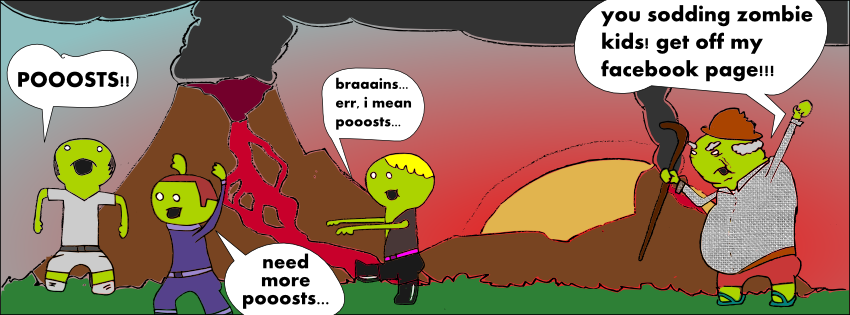 POOOSTS!!
braaains...
err, i mean
pooosts...
need
more
pooosts...
you sodding zombie
kids! get off my
facebook page!!!